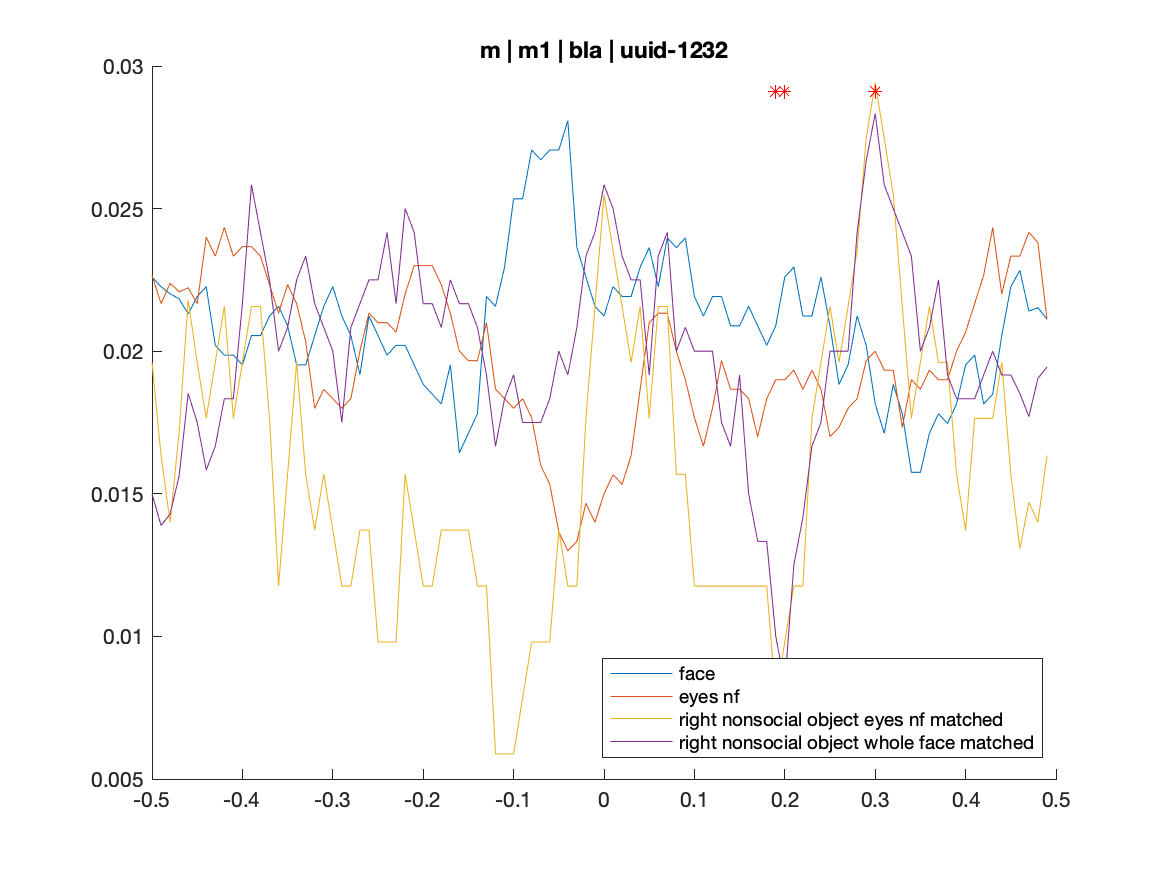 m | m1 | bla | uuid-1232
0.03
0.025
0.02
0.015
0.01
0.005
-0.5 -0.4 -0.3 -0.2 -0.1 0 0.1 0.2 0.3 0.4 0.5
face
eyes nf
right nonsocial object eyes nf matched
right nonsocial object whole face matched